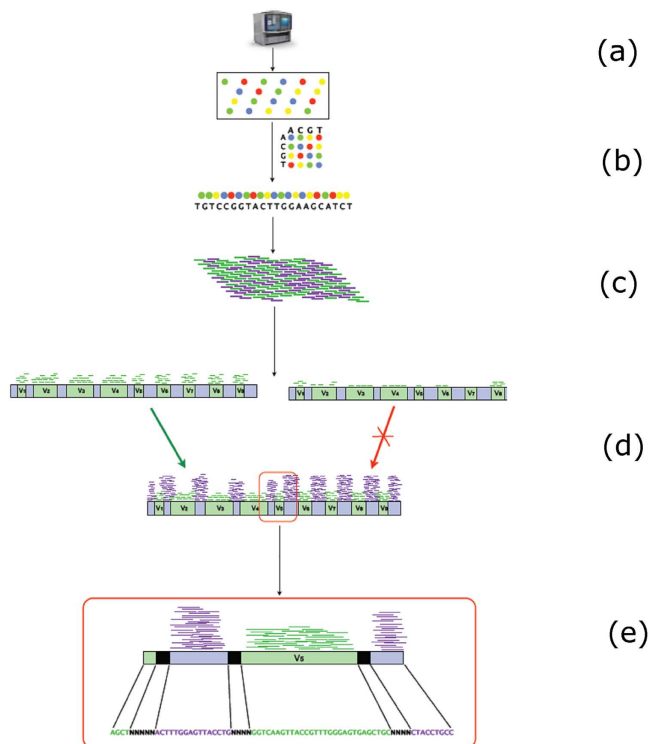 (a)
A C G T
A
C
G
T
(b)
TGTCCGGTACTTGGAAGCATCT
(c)
V1 V2 V3 V4 V5 V6 V7 V8 V9
V1 V2 V3 V4 V5 V6 V7 V8
(d)
V1 V2 V3 V4 V5 V6 V7 V8 V9
(e)
V5
AGCTNNNNNACTTTGGAGTTACCTGNNNNGGTCAAGTTACCGTTTGGGAGTGAGCTGCNNNNCTACCTGCC